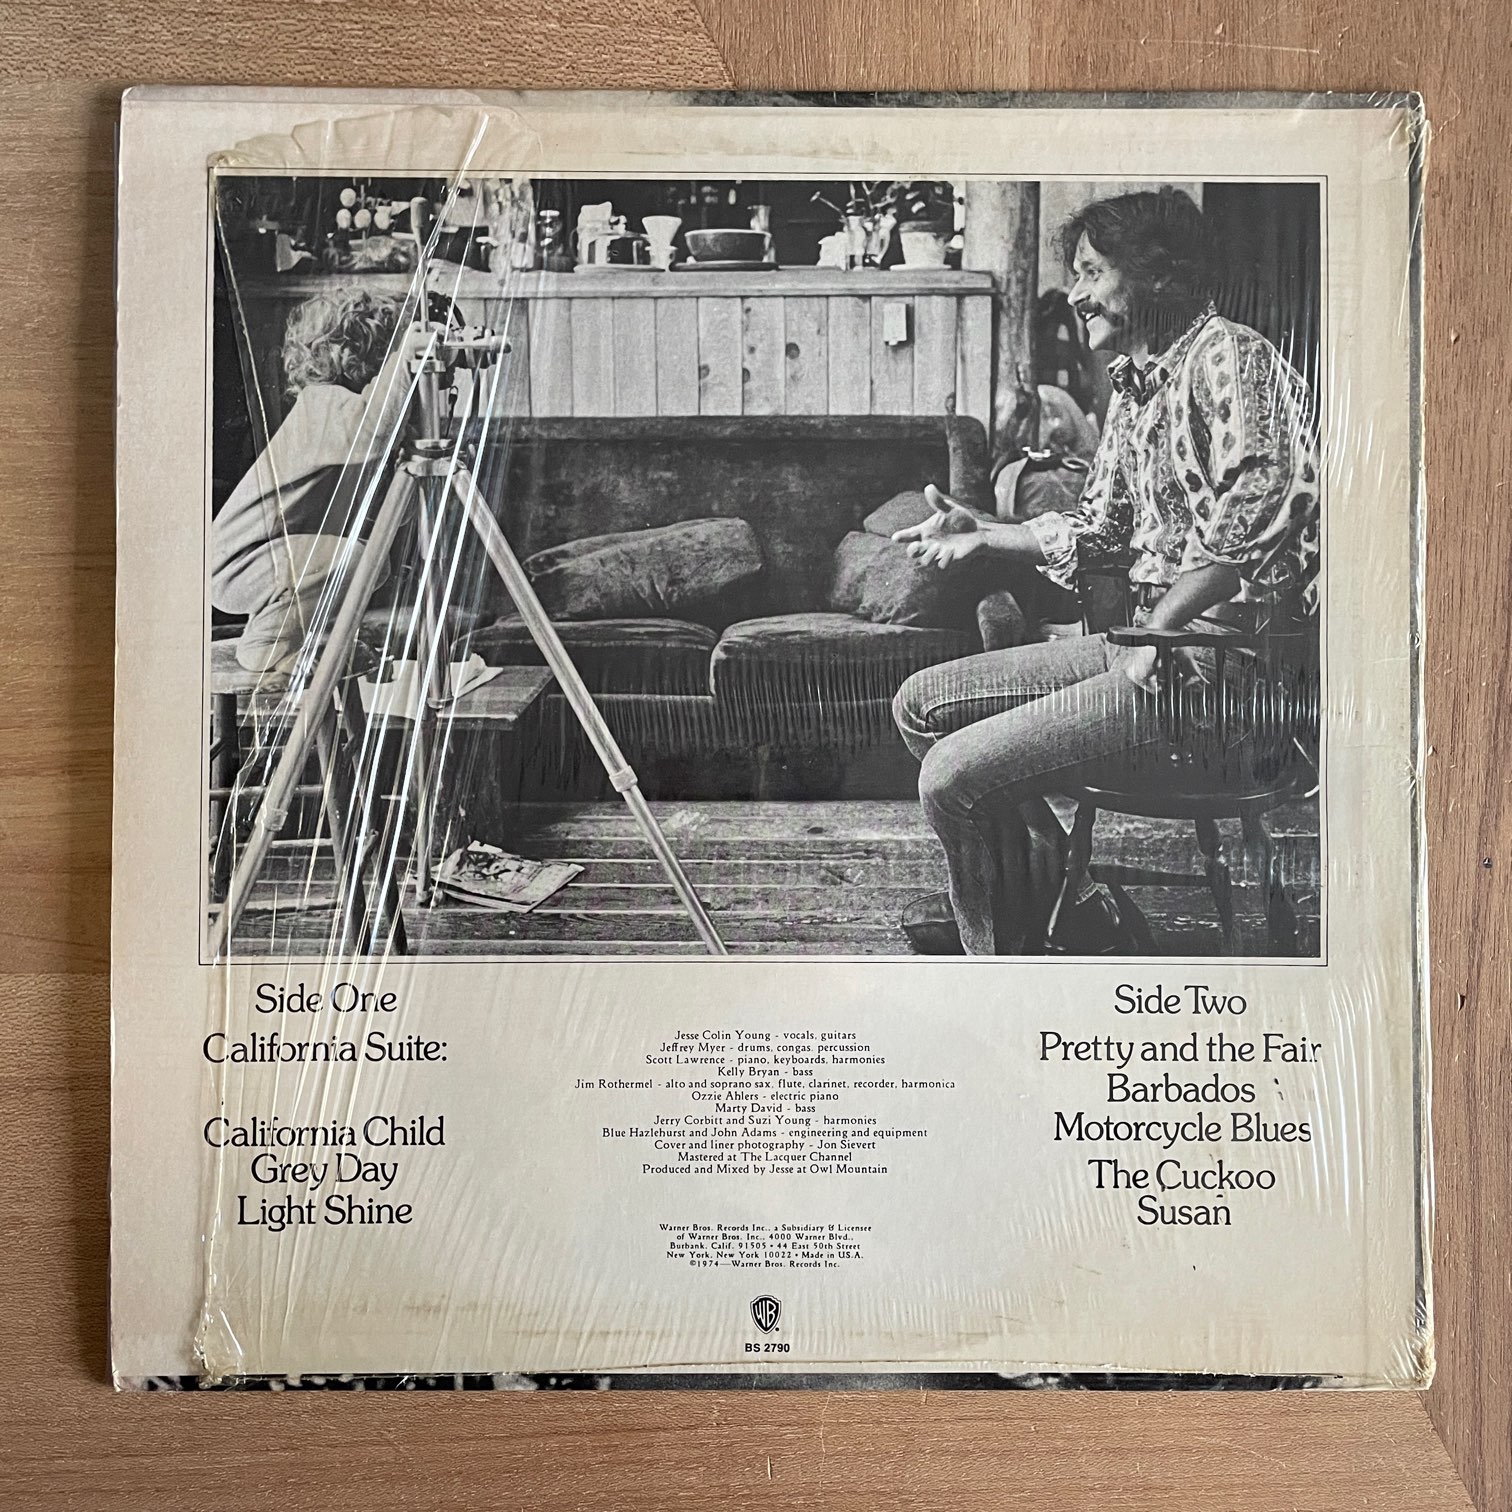 Side One
California Suite:
California Child
Grey Day
Light Shine
Jesse Colin Young - vocals, guitars
Jeffrey Myer - drums, congas, percussion
Scott Lawrence - piano, keyboards, harmonies
Kelly Bryan - bass
Jim Rothermel - alto and soprano sax, flute, clarinet, recorder, harmonica
Ozzie Ahlers - electric piano
Marty David - bass
Jerry Corbitt and Suzi Young - harmonies
Blue Hazlehurst and John Adams - engineering and equipment
Cover and liner photography - Jon Sievert
Mastered at The Lacquer Channel
Produced and Mixed by Jesse at Owl Mountain
Warner Bros. Records Inc., a Subsidiary & Licensee
of Warner Bros. Inc., 4000 Warner Blvd.,
Burbank, Calif. 91505 • 44 East 50th Street
New York, New York 10022 • Made in U.S.A.
©1974—Warner Bros. Records Inc.
WB
BS 2790
Side Two
Pretty and the Fair
Barbados
Motorcycle Blues
The Cuckoo
Susan